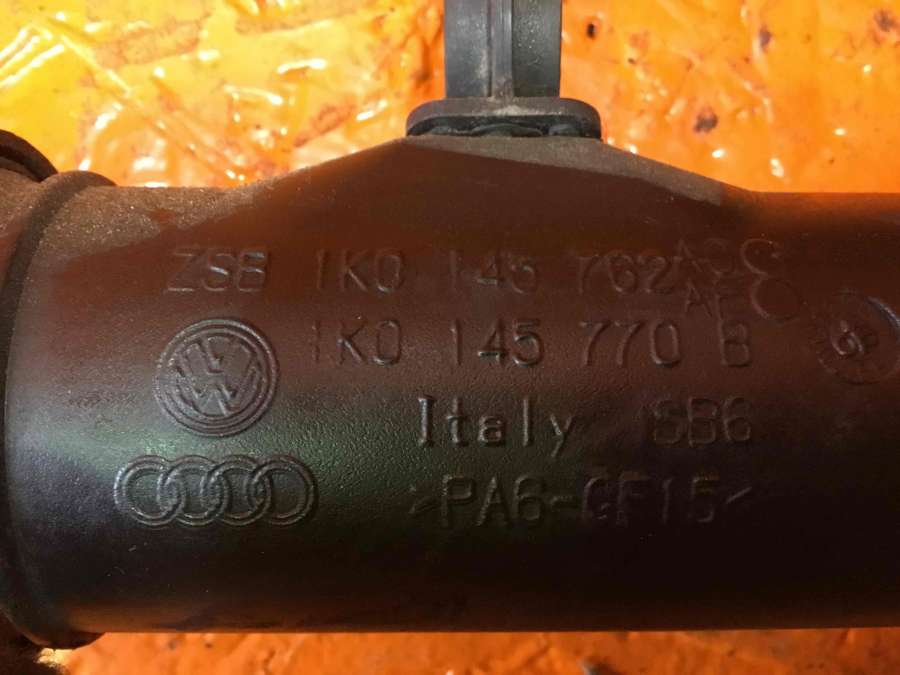 ZSB 1K0 145 762
1K0 145 770 B
Italy SB6
>PA6-GF15<